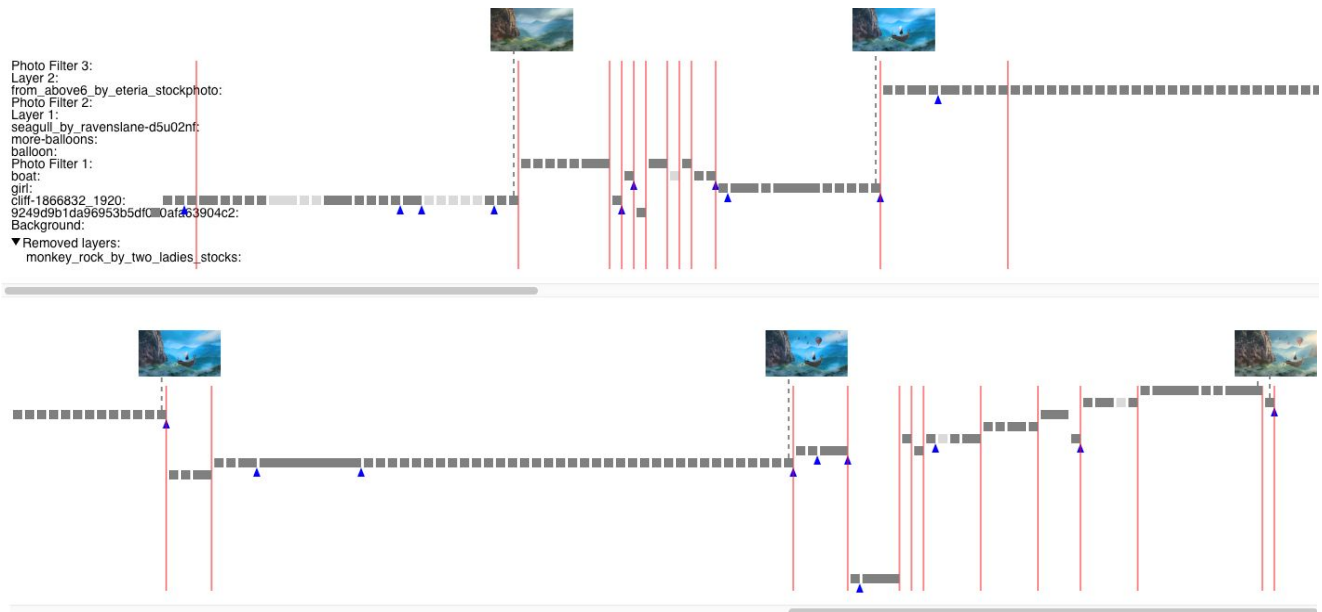 Photo Filter 3:
Layer 2:
from_above6_by_eteria_stockphoto:
Photo Filter 2:
Layer 1:
seagull_by_ravenslane-d5u02nf:
more-balloons:
balloon:
Photo Filter 1:
boat:
girl:
cliff-1866832_1920:
Background:
Removed layers:
monkey_rock_by_two_ladies_stocks: